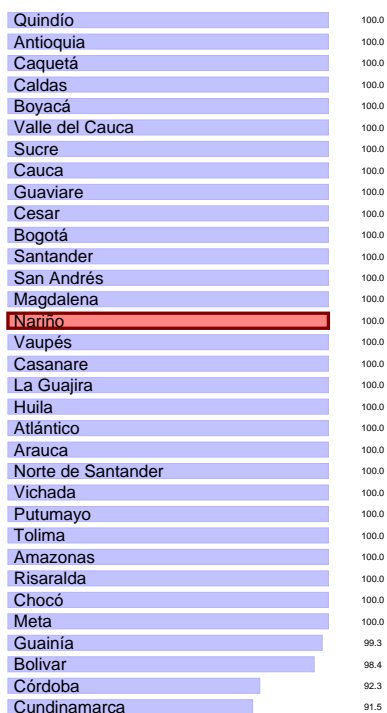 Quindío 100.0
Antioquia 100.0
Caquetá 100.0
Caldas 100.0
Boyacá 100.0
Valle del Cauca 100.0
Sucre 100.0
Cauca 100.0
Guaviare 100.0
Cesar 100.0
Bogotá 100.0
Santander 100.0
San Andrés 100.0
Magdalena 100.0
Nariño 100.0
Vaupés 100.0
Casanare 100.0
La Guajira 100.0
Huila 100.0
Atlántico 100.0
Arauca 100.0
Norte de Santander 100.0
Vichada 100.0
Putumayo 100.0
Tolima 100.0
Amazonas 100.0
Risaralda 100.0
Chocó 100.0
Meta 100.0
Guainía 99.3
Bolivar 98.4
Córdoba 92.3
Cundinamarca 91.5